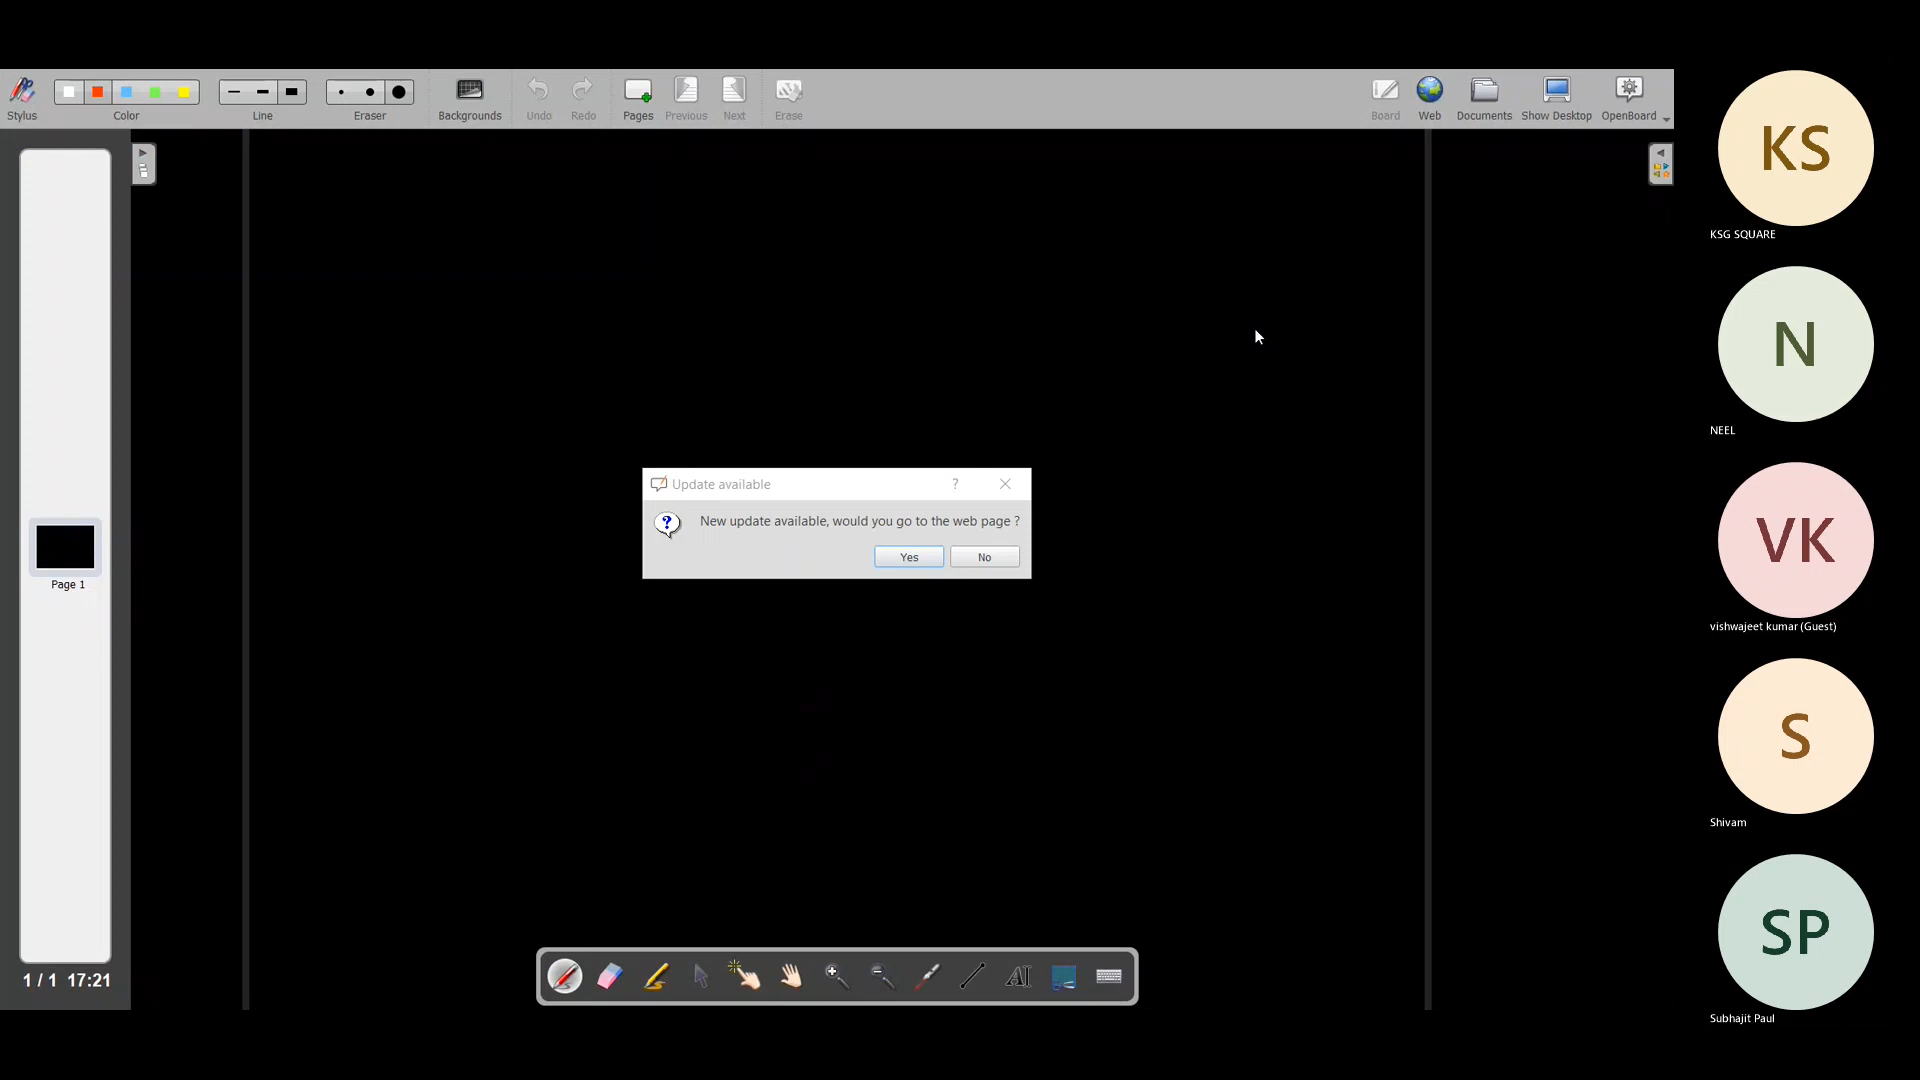 Stylus
Color
Line
Eraser
Backgrounds
Undo
Redo
Pages
Previous
Next
Erase
Board
Web
Documents
Show Desktop
OpenBoard
Update available
?
New update available, would you go to the web page ?
Yes
No
Page 1
1 / 1 17:21
AI
KS
KSG SQUARE
N
NEEL
VK
vishwajeet kumar (Guest)
S
Shivam
SP
Subhajit Paul